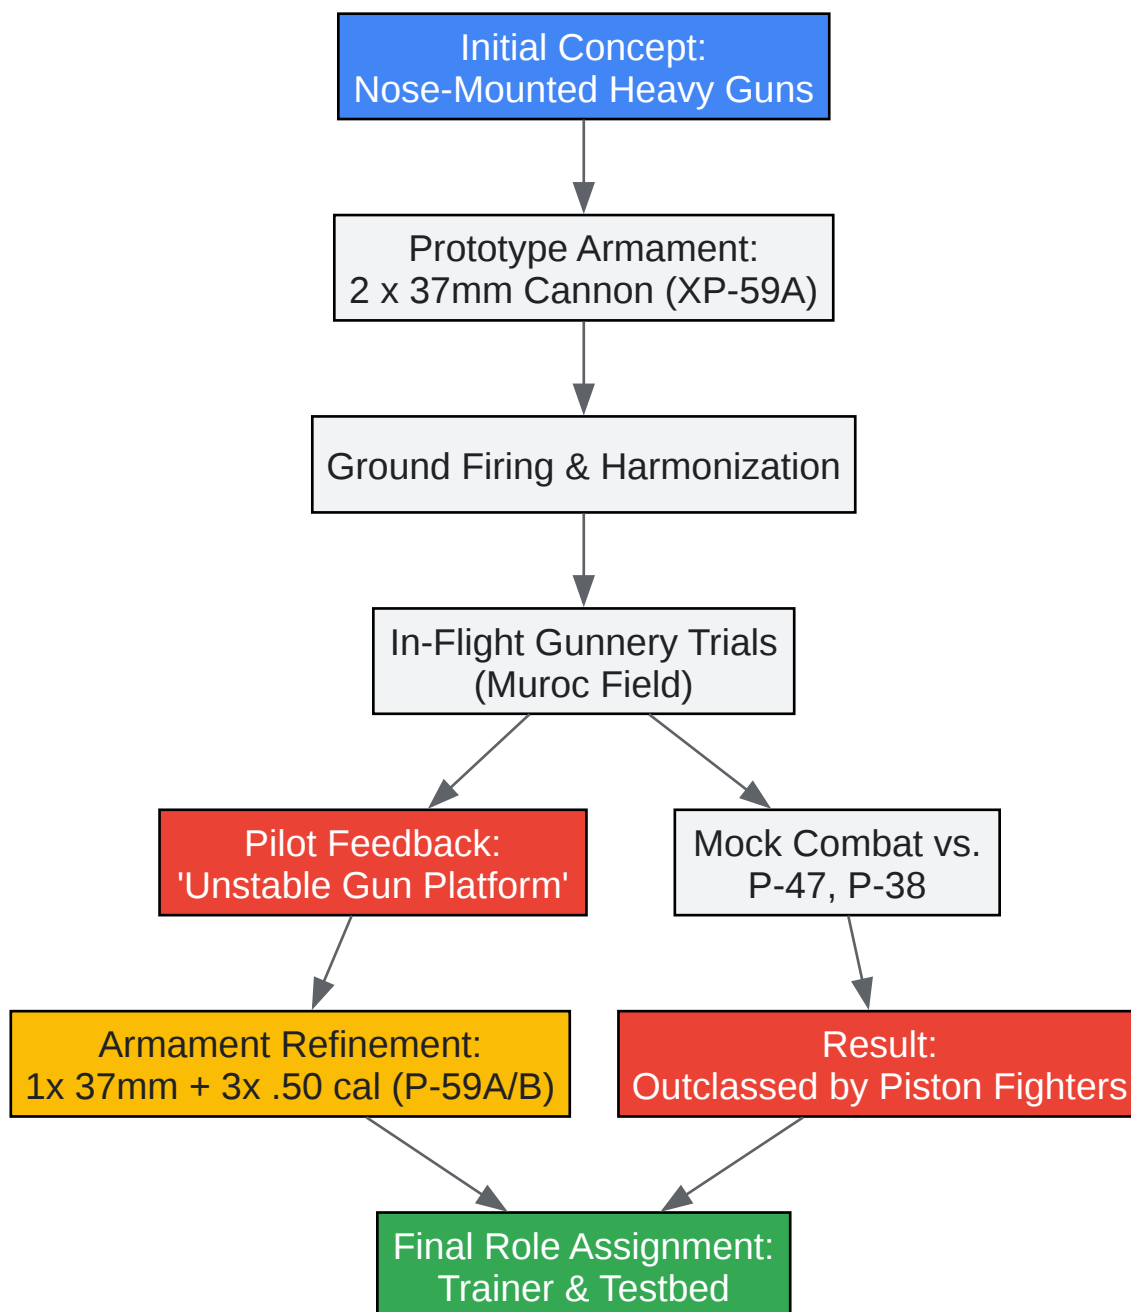 Initial Concept:
Nose-Mounted Heavy Guns
Prototype Armament:
2 x 37mm Cannon (XP-59A)
Ground Firing & Harmonization
In-Flight Gunnery Trials
(Muroc Field)
Pilot Feedback:
'Unstable Gun Platform'
Mock Combat vs.
P-47, P-38
Armament Refinement:
1x 37mm + 3x .50 cal (P-59A/B)
Result:
Outclassed by Piston Fighters
Final Role Assignment:
Trainer & Testbed